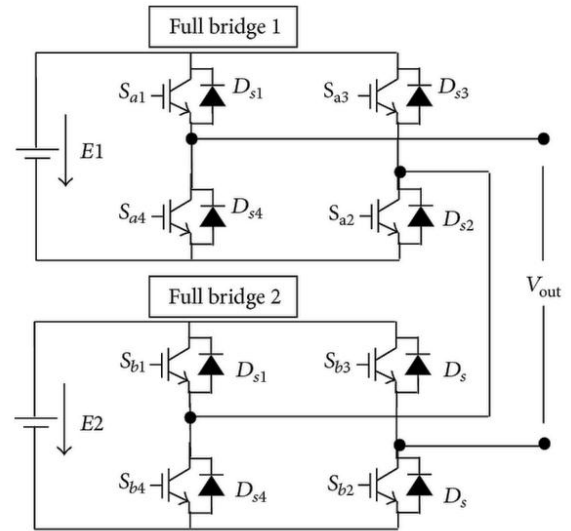 Full bridge 1
Sa1
Ds1
Sa3
Ds3
E1
Sa4
Ds4
Sa2
Ds2
Vout
Full bridge 2
Sb1
Ds1
Sb3
Ds
E2
Sb4
Ds4
Sb2
Ds